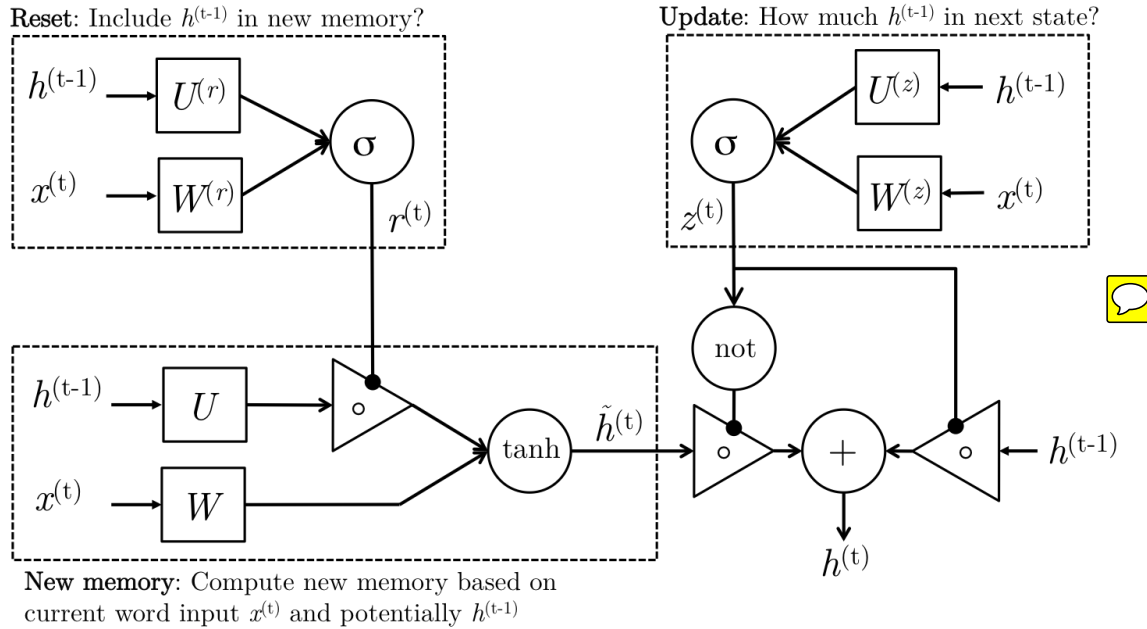 Reset: Include h⁽ᵗ⁻¹⁾ in new memory?
Update: How much h⁽ᵗ⁻¹⁾ in next state?
h⁽ᵗ⁻¹⁾
U⁽ʳ⁾
σ
x⁽ᵗ⁾
W⁽ʳ⁾
r⁽ᵗ⁾
U⁽ᶻ⁾
h⁽ᵗ⁻¹⁾
σ
W⁽ᶻ⁾
x⁽ᵗ⁾
z⁽ᵗ⁾
not
h⁽ᵗ⁻¹⁾
U
∘
tanh
h̃⁽ᵗ⁾
∘
+
∘
h⁽ᵗ⁻¹⁾
x⁽ᵗ⁾
W
h⁽ᵗ⁾
New memory: Compute new memory based on
current word input x⁽ᵗ⁾ and potentially h⁽ᵗ⁻¹⁾